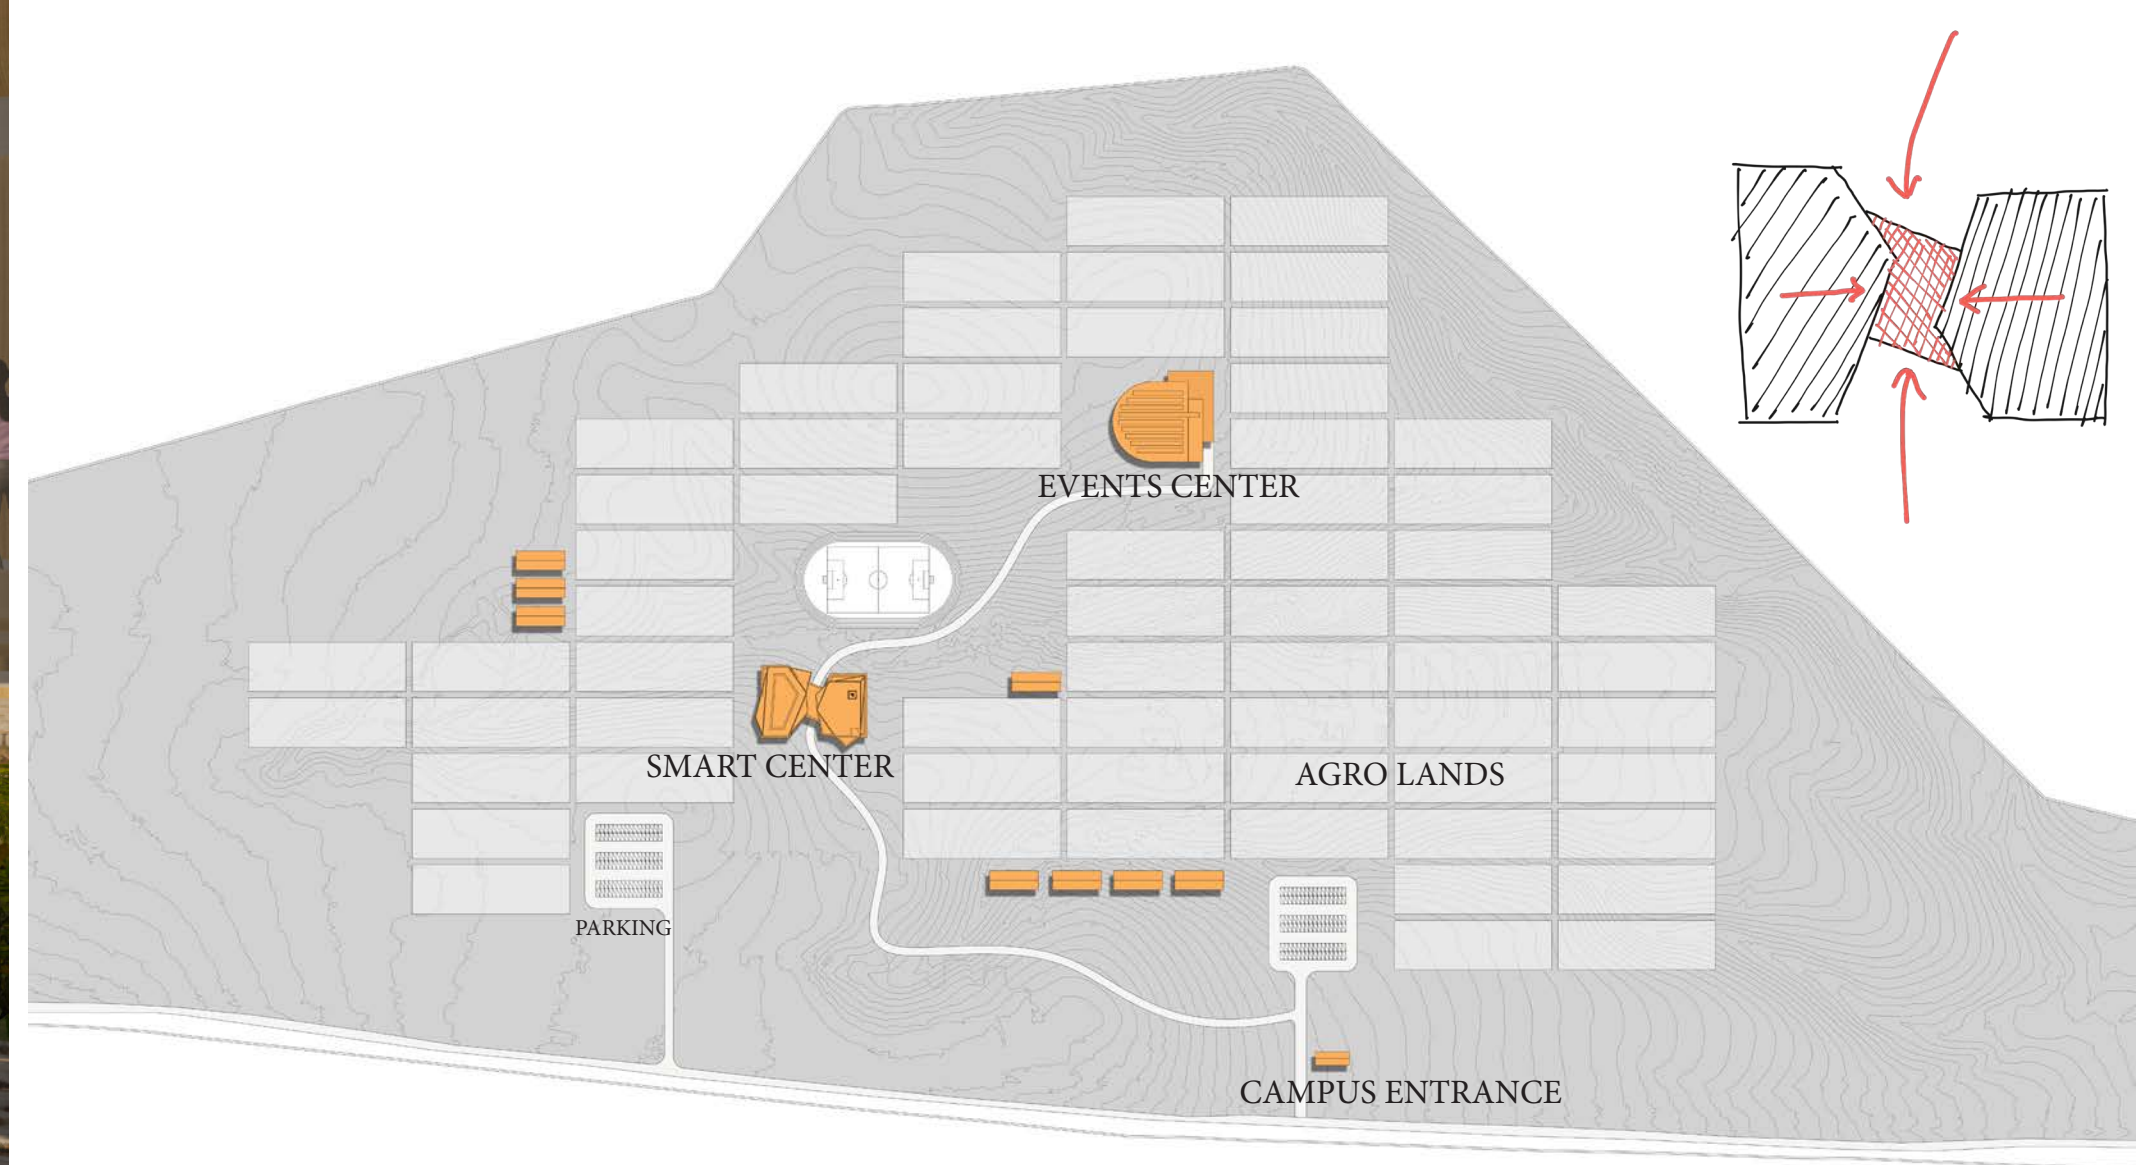 EVENTS CENTER
SMART CENTER
AGRO LANDS
PARKING
CAMPUS ENTRANCE